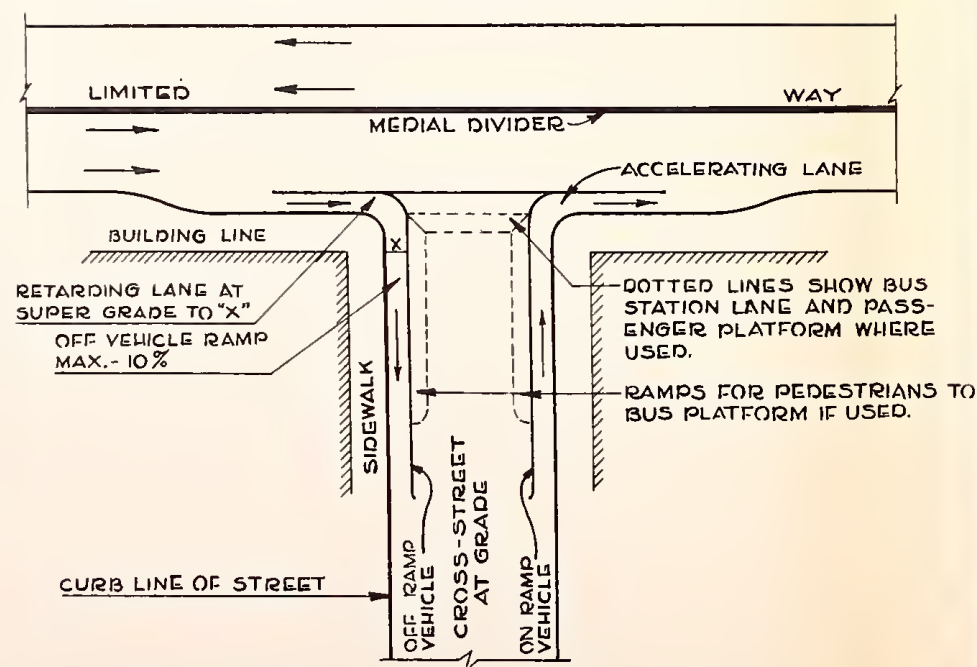 LIMITED WAY
MEDIAL DIVIDER
ACCELERATING LANE
BUILDING LINE
X
RETARDING LANE AT
SUPER GRADE TO "X"
OFF VEHICLE RAMP
MAX.- 10%
DOTTED LINES SHOW BUS
STATION LANE AND PASS-
ENGER PLATFORM WHERE
USED.
RAMPS FOR PEDESTRIANS TO
BUS PLATFORM IF USED.
SIDEWALK
CURB LINE OF STREET
OFF RAMP
VEHICLE
CROSS-STREET
AT GRADE
ON RAMP
VEHICLE